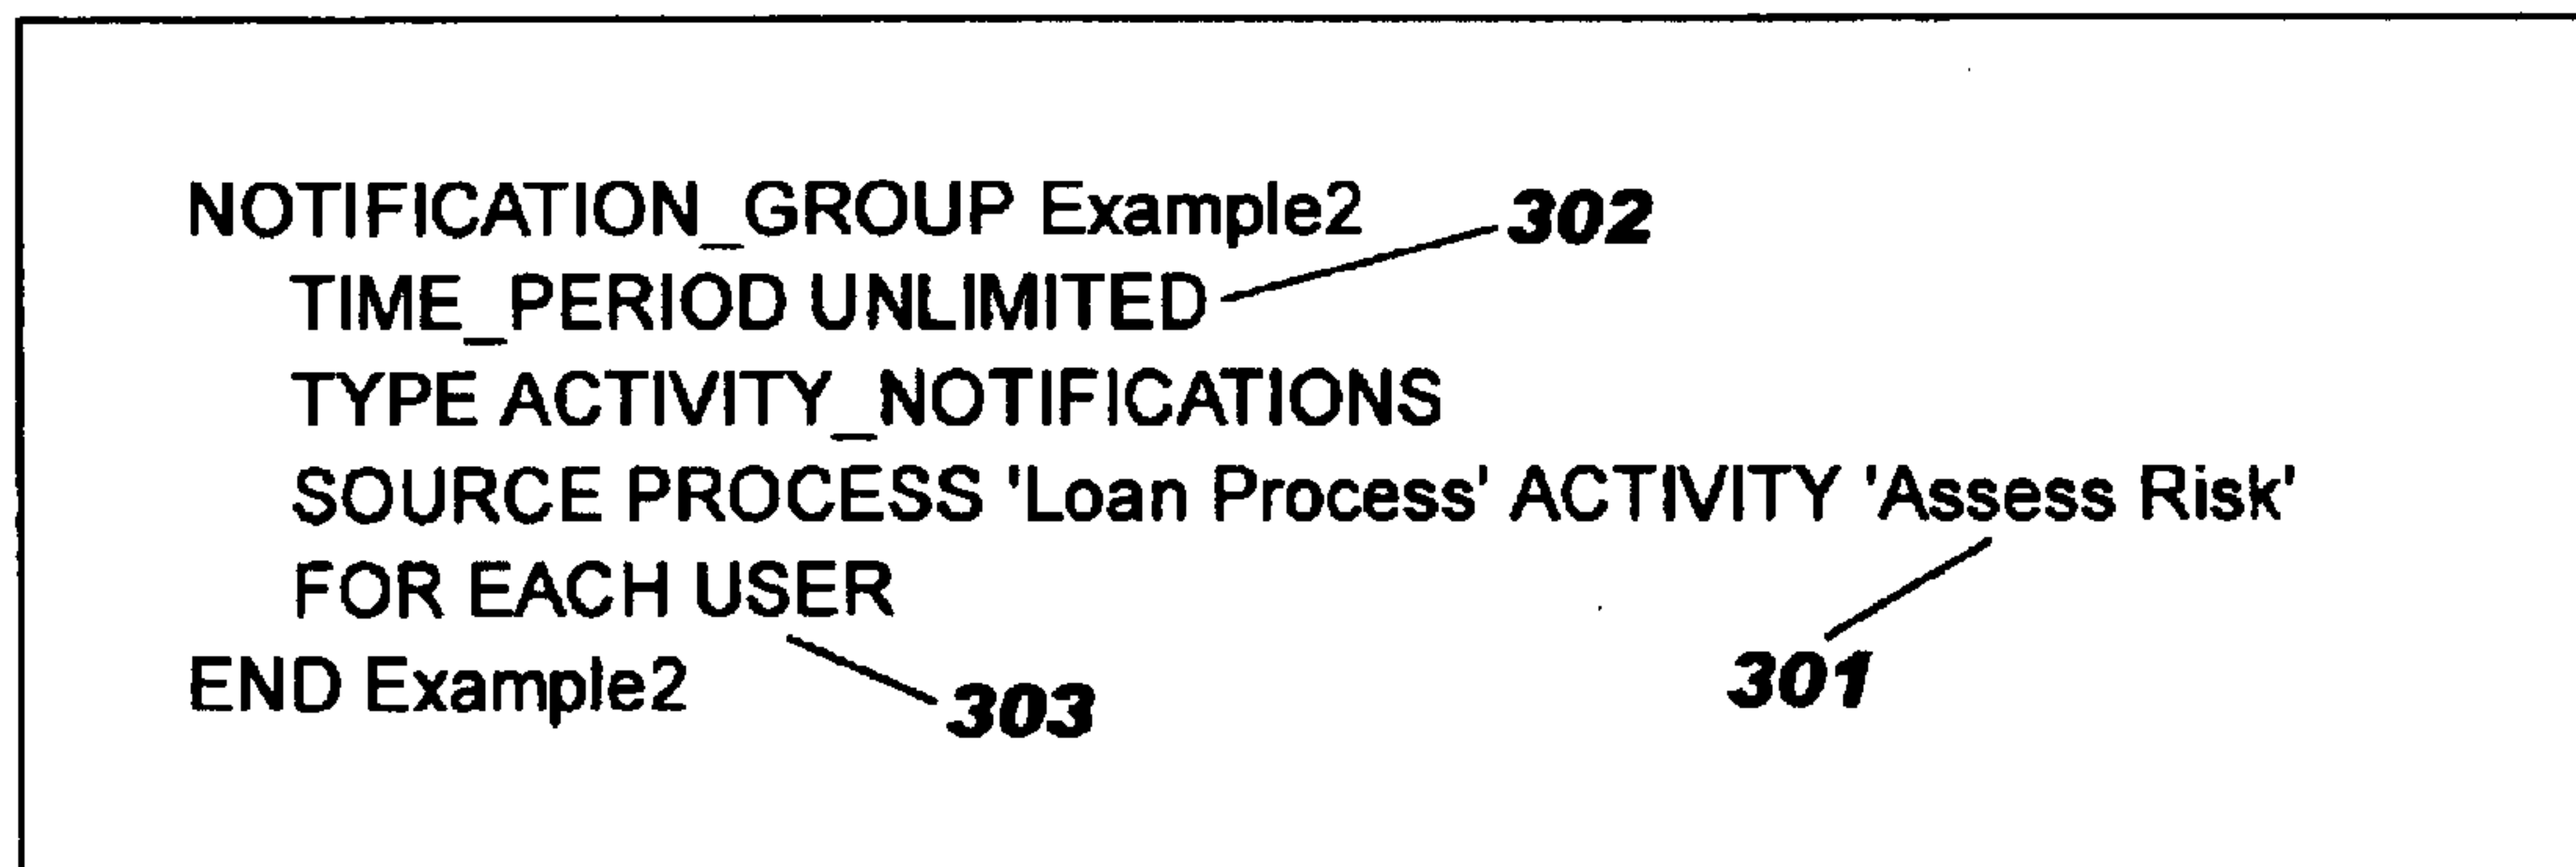 NOTIFICATION_GROUP Example2
302
TIME_PERIOD UNLIMITED
TYPE ACTIVITY_NOTIFICATIONS
SOURCE PROCESS 'Loan Process' ACTIVITY 'Assess Risk'
FOR EACH USER
301
END Example2
303